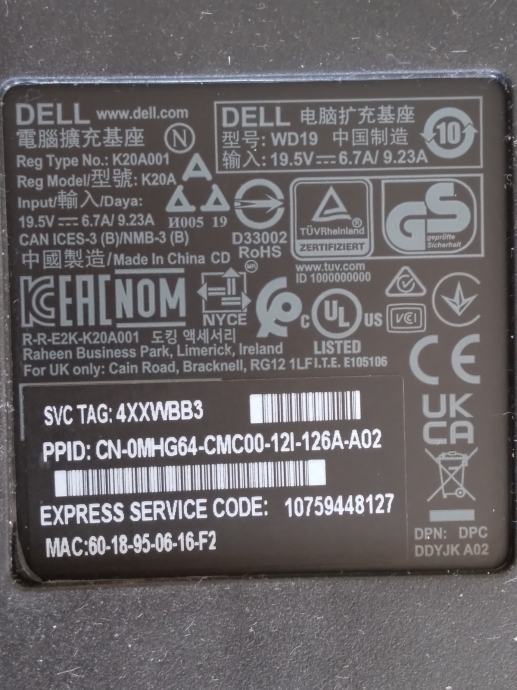 DELL www.dell.com
電腦擴充基座 N
Reg Type No.: K20A001
Reg Model/型號: K20A
Input/輸入/Daya:
19.5V⎓6.7A/ 9.23A
CAN ICES-3 (B)/NMB-3 (B)
中國製造/Made In China CD
И005 19
D33002
RoHS
DELL 电脑扩充基座
型号: WD19 中国制造
输入: 19.5V⎓6.7A/ 9.23A
10
TÜVRheinland
ZERTIFIZIERT
GS
geprüfte
Sicherheit
www.tuv.com
ID 1000000000
KC EAC NOM
NYCE
c UL US
LISTED
I.T.E. E105106
VCI
R-R-E2K-K20A001 도킹 액세서리
Raheen Business Park, Limerick, Ireland
For UK only: Cain Road, Bracknell, RG12 1LF
CE
UK
CA
SVC TAG: 4XXWBB3
PPID: CN-0MHG64-CMC00-12I-126A-A02
EXPRESS SERVICE CODE: 10759448127
MAC:60-18-95-06-16-F2
DPN: DPC
DDYJK A02